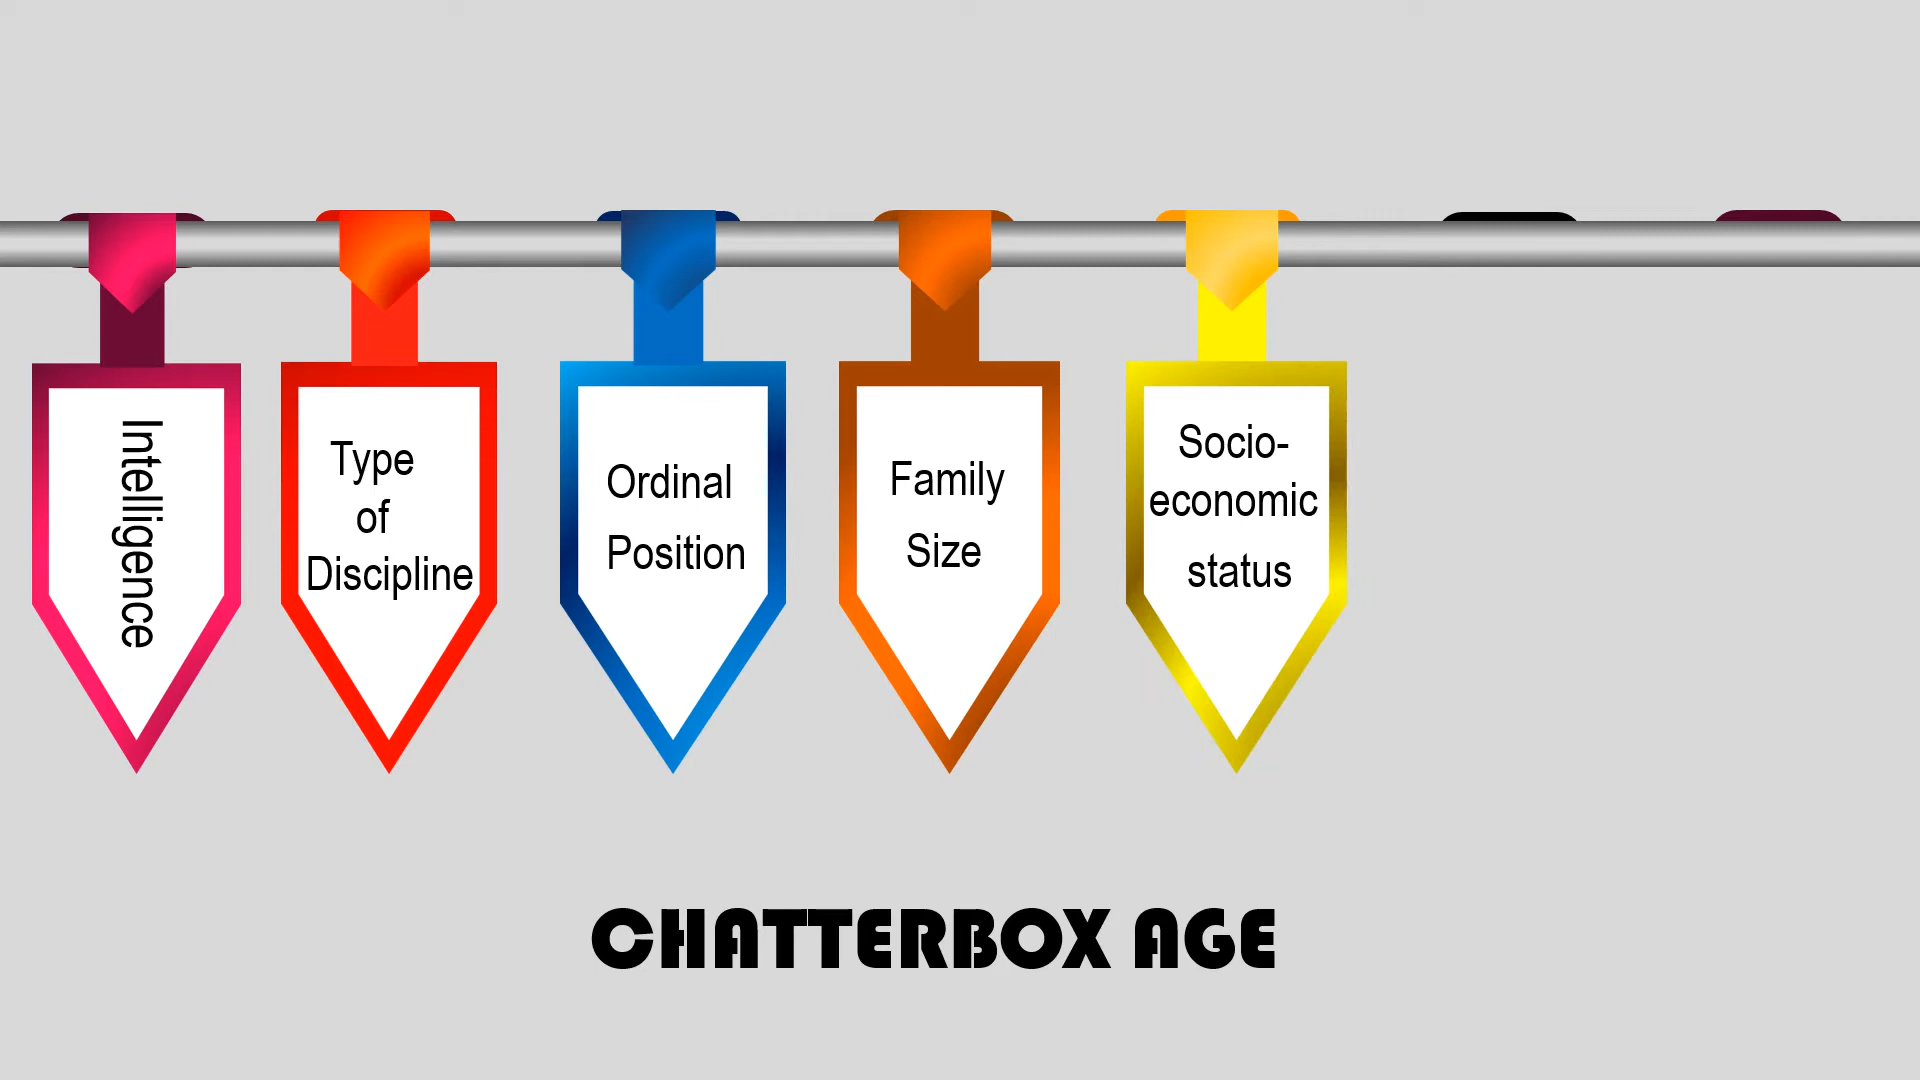 Intelligence
Type
of
Discipline
Ordinal
Position
Family
Size
Socio-
economic
status
CHATTERBOX AGE